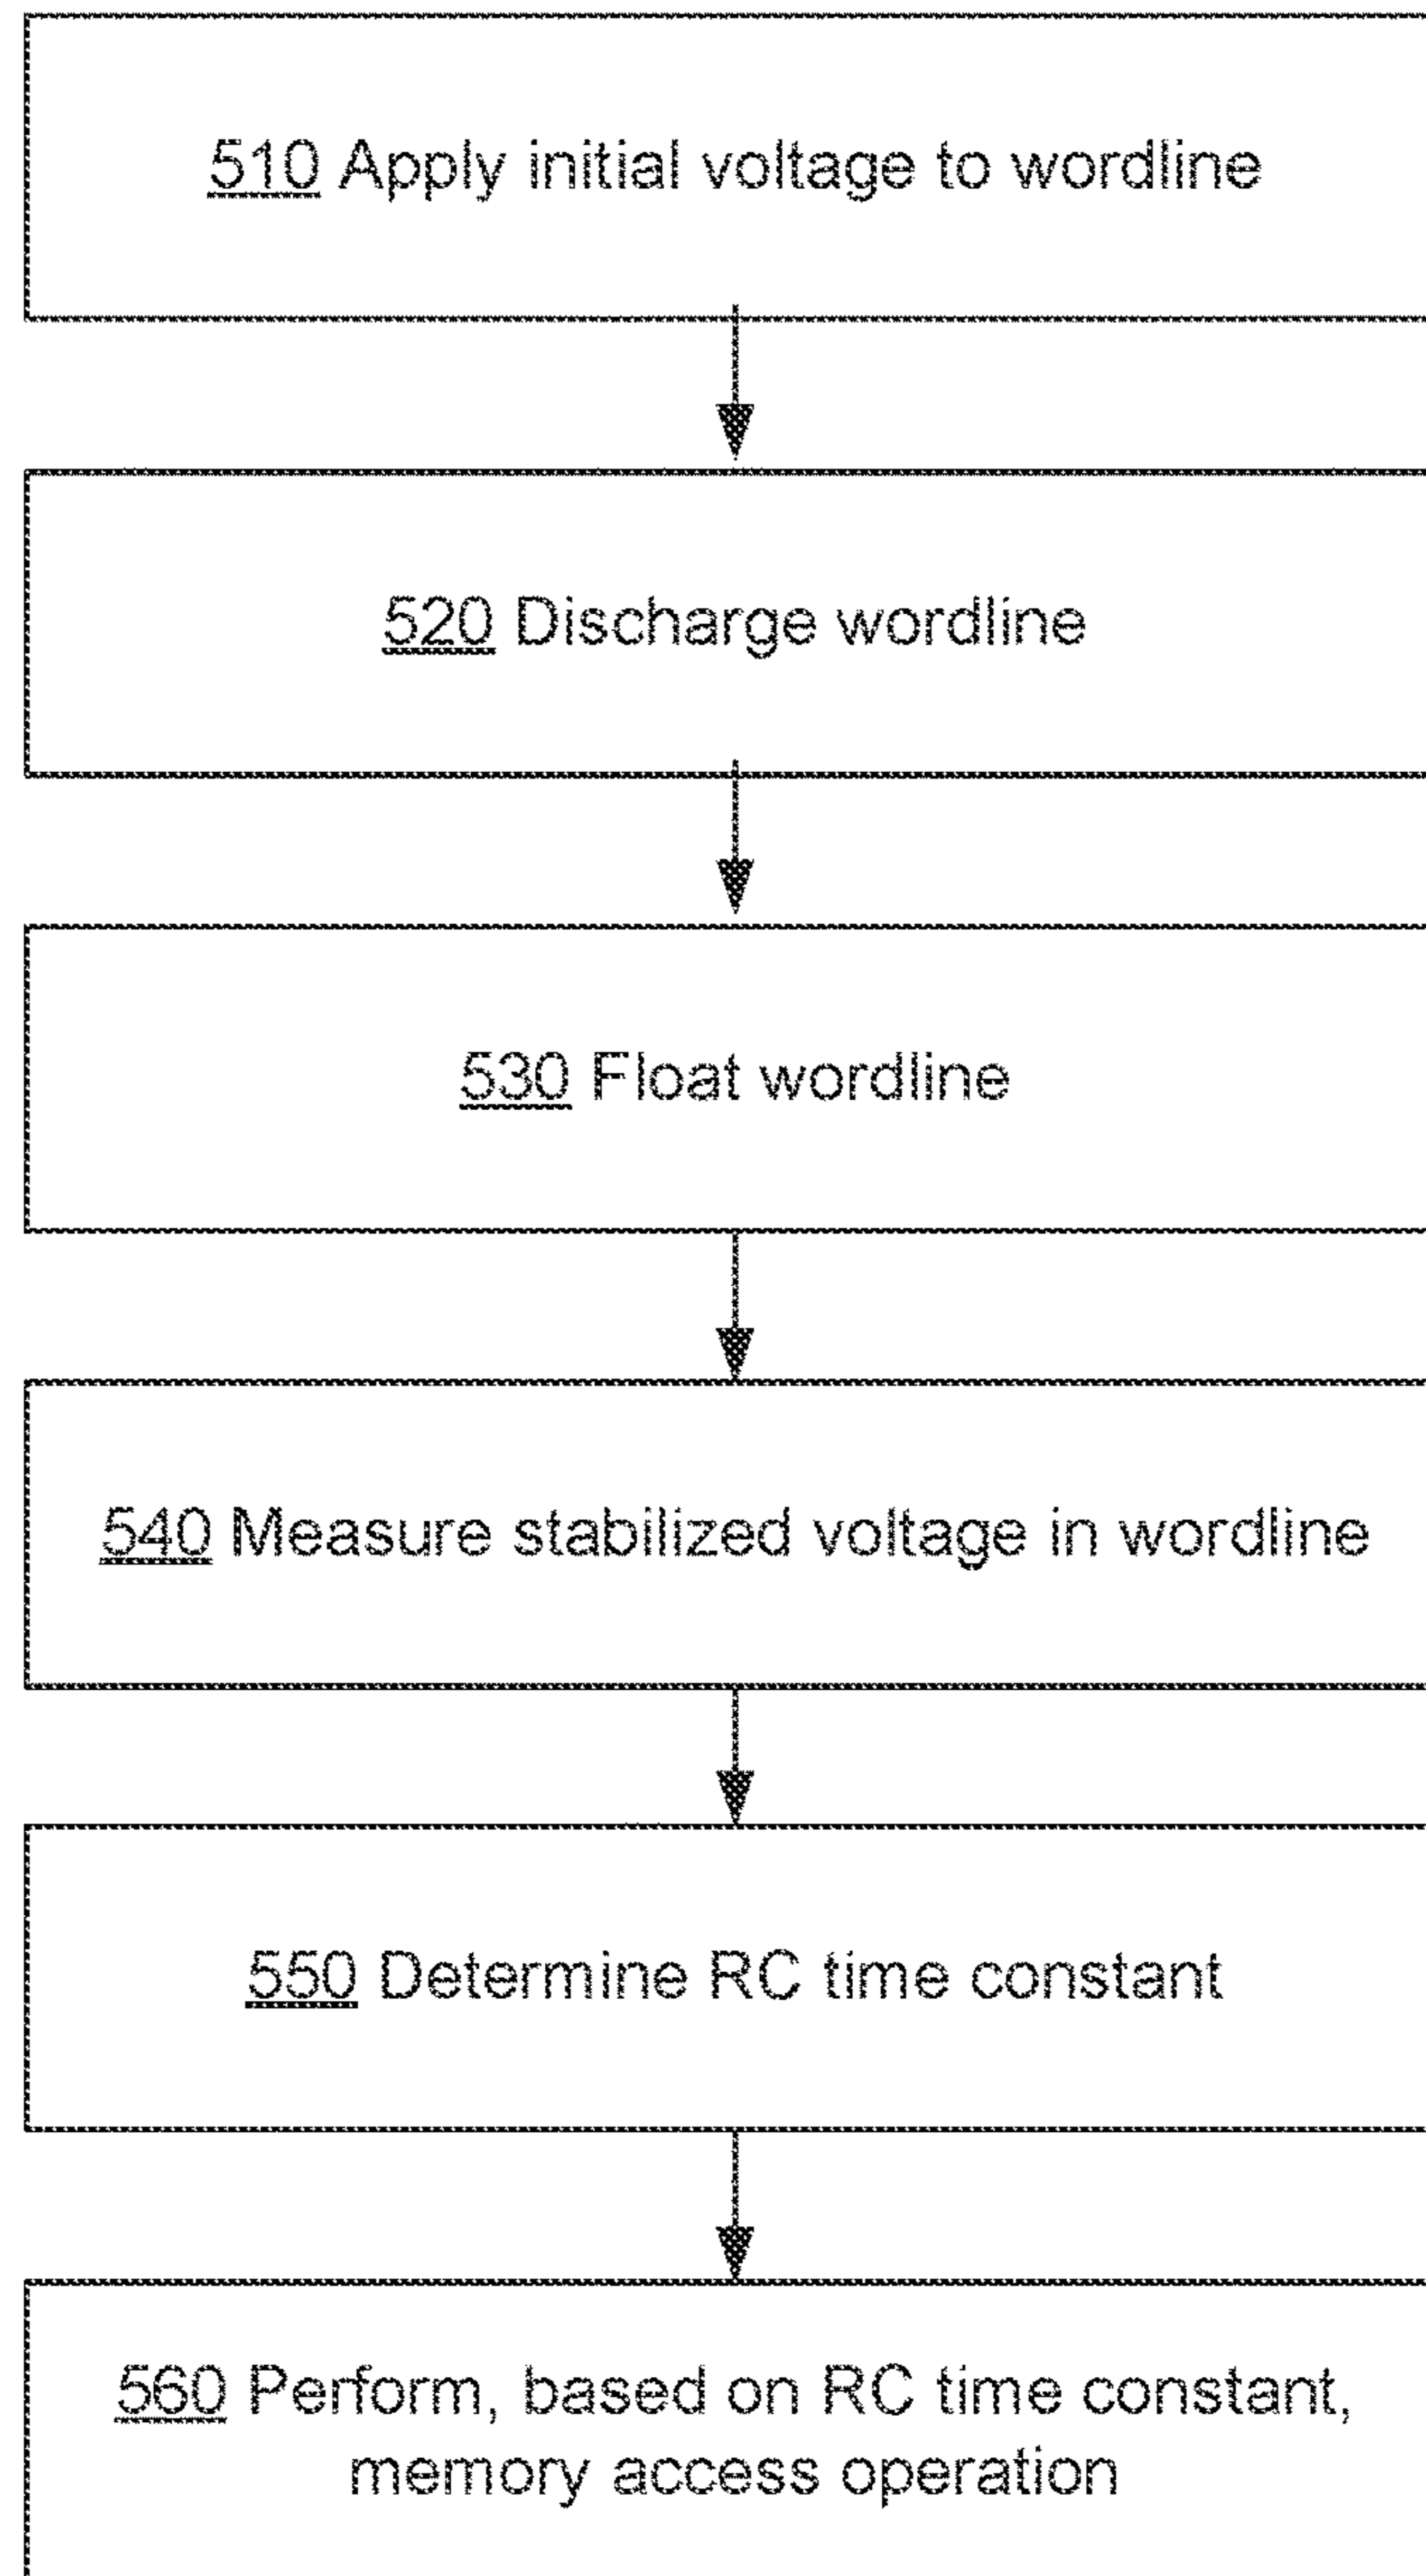 510 Apply initial voltage to wordline
520 Discharge wordline
530 Float wordline
540 Measure stabilized voltage in wordline
550 Determine RC time constant
560 Perform, based on RC time constant,
memory access operation